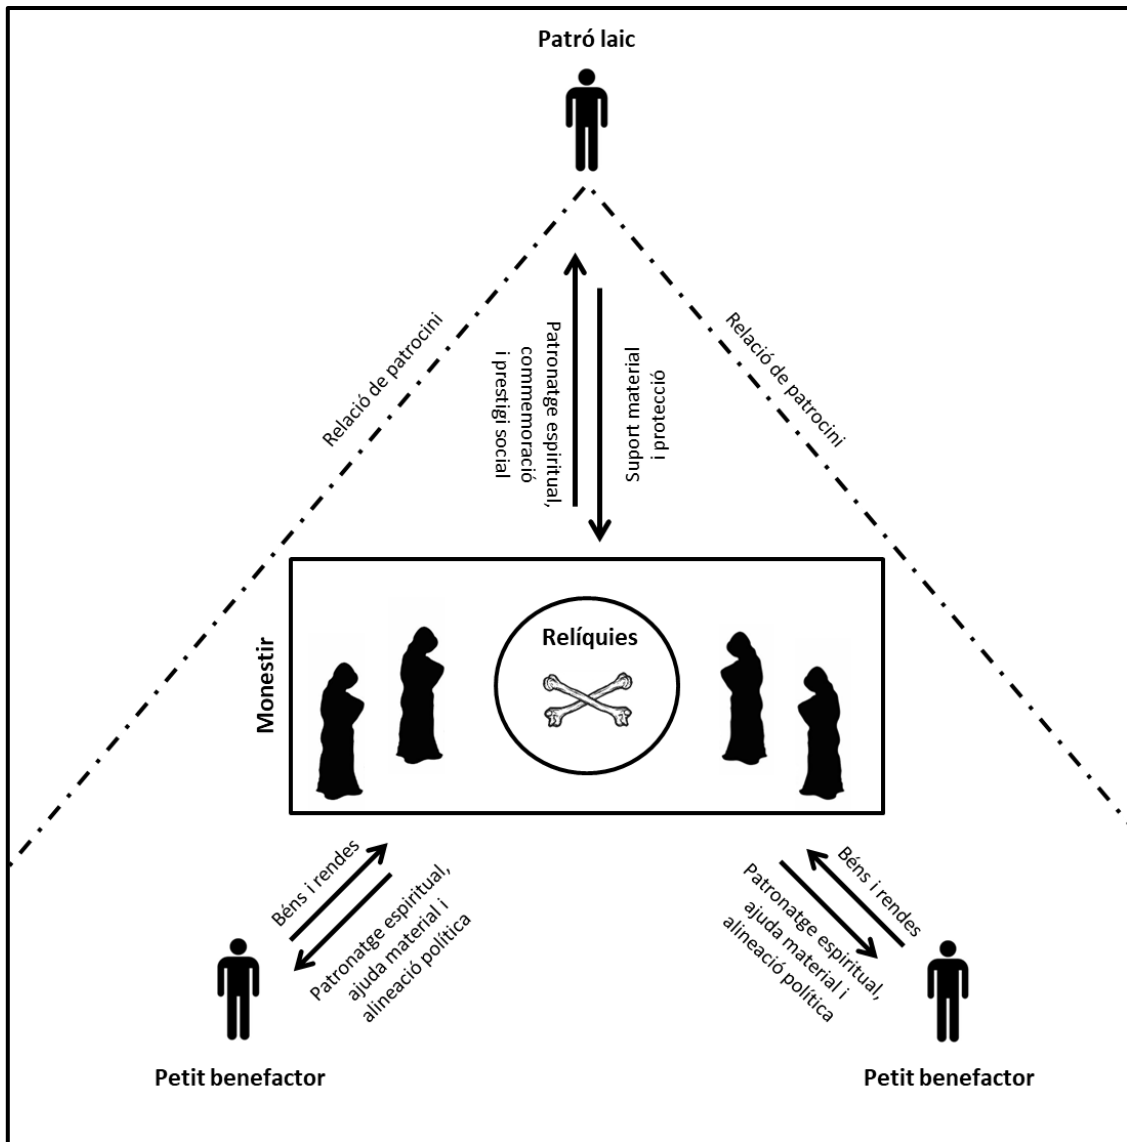 Patró laic
Relació de patrocini
Relació de patrocini
Patronatge espiritual,
commemoració
i prestigi social
Suport material
i protecció
Monestir
Relíquies
Béns i rendes
Patronatge espiritual,
ajuda material i
alineació política
Béns i rendes
Patronatge espiritual,
ajuda material i
alineació política
Petit benefactor
Petit benefactor